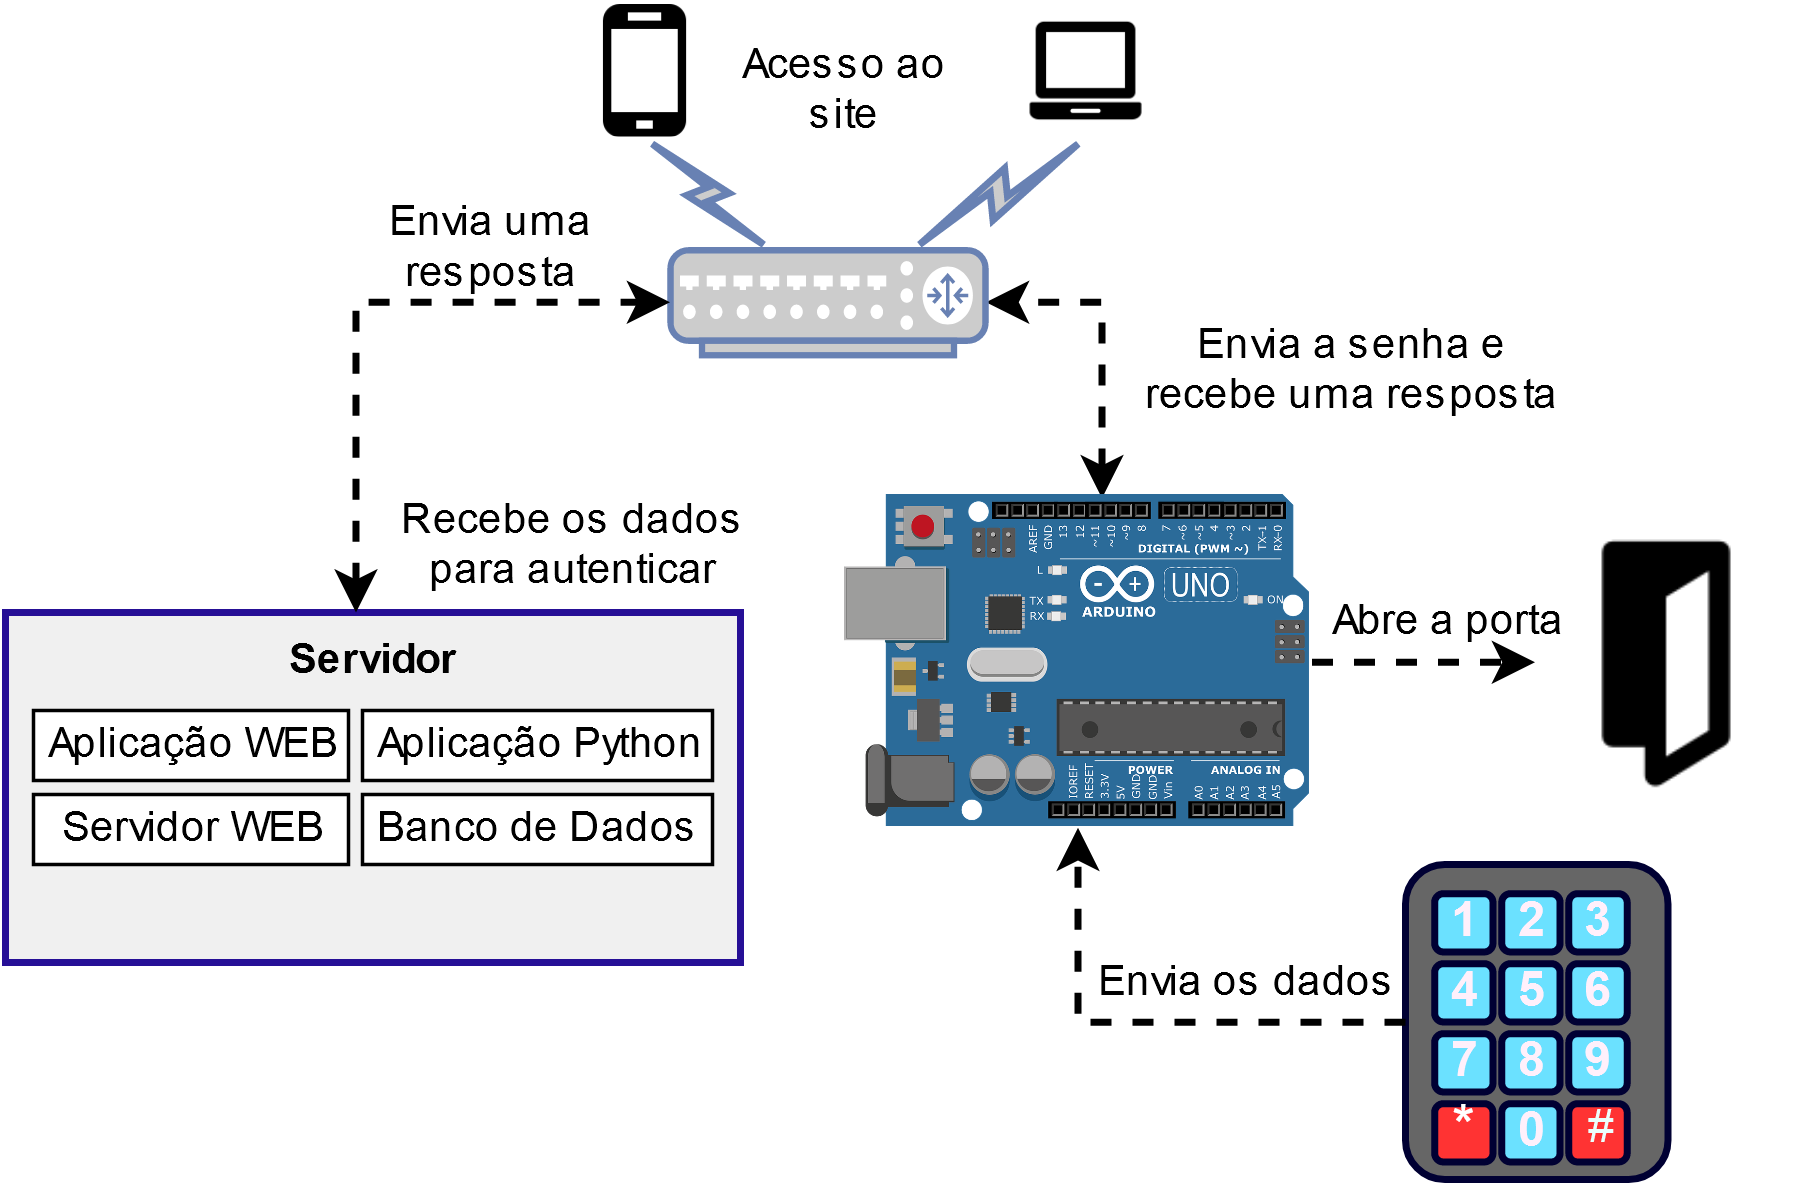 Acesso ao
site
Envia uma
resposta
Envia a senha e
recebe uma resposta
Recebe os dados
para autenticar
Servidor
Aplicação WEB
Aplicação Python
Servidor WEB
Banco de Dados
AREF
GND
13
12
~11
~10
~9
8
7
~6
~5
4
~3
2
TX→1
RX←0
DIGITAL (PWM ~)
L
TX
RX
ARDUINO
UNO
ON
Abre a porta
POWER
ANALOG IN
IOREF
RESET
3.3V
5V
GND
GND
Vin
A0
A1
A2
A3
A4
A5
Envia os dados
1 2 3
4 5 6
7 8 9
* 0 #